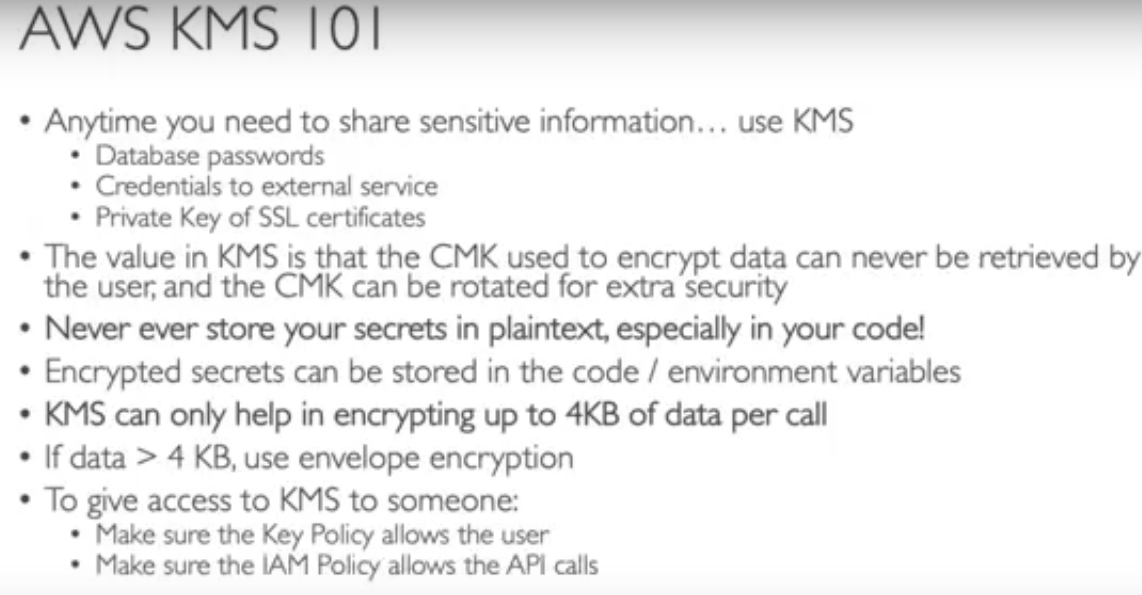 AWS KMS 101
• Anytime you need to share sensitive information... use KMS
• Database passwords
• Credentials to external service
• Private Key of SSL certificates
• The value in KMS is that the CMK used to encrypt data can never be retrieved by
the user, and the CMK can be rotated for extra security
• Never ever store your secrets in plaintext, especially in your code!
• Encrypted secrets can be stored in the code / environment variables
• KMS can only help in encrypting up to 4KB of data per call
• If data > 4 KB, use envelope encryption
• To give access to KMS to someone:
• Make sure the Key Policy allows the user
• Make sure the IAM Policy allows the API calls